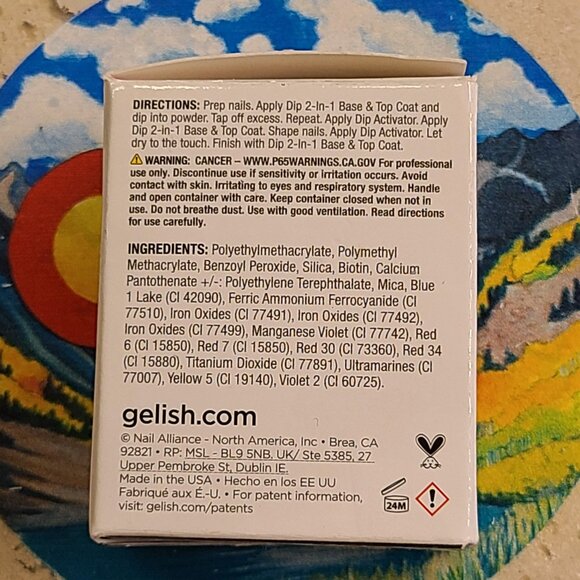 DIRECTIONS: Prep nails. Apply Dip 2-In-1 Base & Top Coat and
dip into powder. Tap off excess. Repeat. Apply Dip Activator. Apply
Dip 2-in-1 Base & Top Coat. Shape nails. Apply Dip Activator. Let
dry to the touch. Finish with Dip 2-In-1 Base & Top Coat.
WARNING: CANCER – WWW.P65WARNINGS.CA.GOV For professional
use only. Discontinue use if sensitivity or irritation occurs. Avoid
contact with skin. Irritating to eyes and respiratory system. Handle
and open container with care. Keep container closed when not in
use. Do not breathe dust. Use with good ventilation. Read directions
for use carefully.
INGREDIENTS: Polyethylmethacrylate, Polymethyl
Methacrylate, Benzoyl Peroxide, Silica, Biotin, Calcium
Pantothenate +/-: Polyethylene Terephthalate, Mica, Blue
1 Lake (CI 42090), Ferric Ammonium Ferrocyanide (CI
77510), Iron Oxides (CI 77491), Iron Oxides (CI 77492),
Iron Oxides (CI 77499), Manganese Violet (CI 77742), Red
6 (CI 15850), Red 7 (CI 15850), Red 30 (CI 73360), Red 34
(CI 15880), Titanium Dioxide (CI 77891), Ultramarines (CI
77007), Yellow 5 (CI 19140), Violet 2 (CI 60725).
gelish.com
© Nail Alliance - North America, Inc • Brea, CA
92821 • RP: MSL - BL9 5NB, UK/ Ste 5385, 27
Upper Pembroke St, Dublin IE.
Made in the USA • Hecho en los EE UU
Fabriqué aux É.-U. • For patent information,
visit: gelish.com/patents
24M